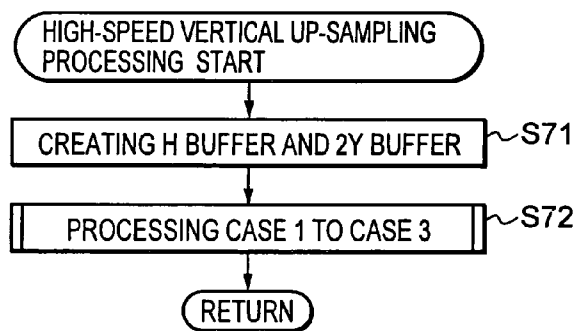 HIGH-SPEED VERTICAL UP-SAMPLING
PROCESSING START
CREATING H BUFFER AND 2Y BUFFER
S71
PROCESSING CASE 1 TO CASE 3
S72
RETURN